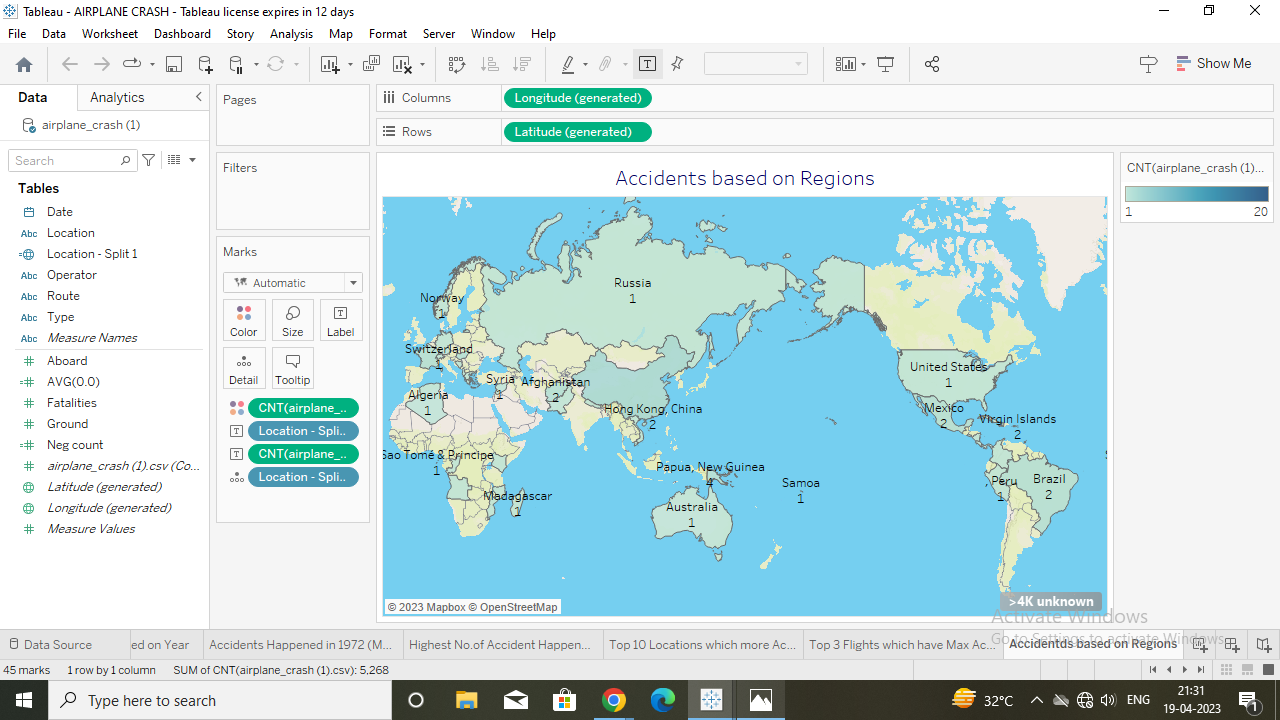 Tableau - AIRPLANE CRASH - Tableau license expires in 12 days
File Data Worksheet Dashboard Story Analysis Map Format Server Window Help
Show Me
Data Analytics
airplane_crash (1)
Search
Tables
Date
Abc Location
Location - Split 1
Abc Operator
Abc Route
Abc Type
Abc Measure Names
Aboard
AVG(0.0)
Fatalities
Ground
Neg count
airplane_crash (1).csv (Co...
Latitude (generated)
Longitude (generated)
Measure Values
Pages
Filters
Marks
Automatic
Color Size Label
Detail Tooltip
CNT(airplane_..
Location - Spli..
CNT(airplane_..
Location - Spli..
Columns Longitude (generated)
Rows Latitude (generated)
Accidents based on Regions
Russia
1
Norway
1
Switzerland
1
Syria
1
Afghanistan
2
Algeria
1
Hong Kong, China
2
United States
1
Mexico
2
Virgin Islands
2
Sao Tomé & Principe
1
Papua, New Guinea
4
Madagascar
1
Samoa
1
Australia
1
Peru
1
Brazil
2
© 2023 Mapbox © OpenStreetMap
>4K unknown
CNT(airplane_crash (1)...
1 20
Activate Windows
Go to Settings to activate Windows.
Data Source ed on Year Accidents Happened in 1972 (M... Highest No.of Accident Happen... Top 10 Locations which more Ac... Top 3 Flights which have Max Ac... Accidents based on Regions
45 marks 1 row by 1 column SUM of CNT(airplane_crash (1).csv): 5,268
Type here to search
32°C
ENG
21:31
19-04-2023
1